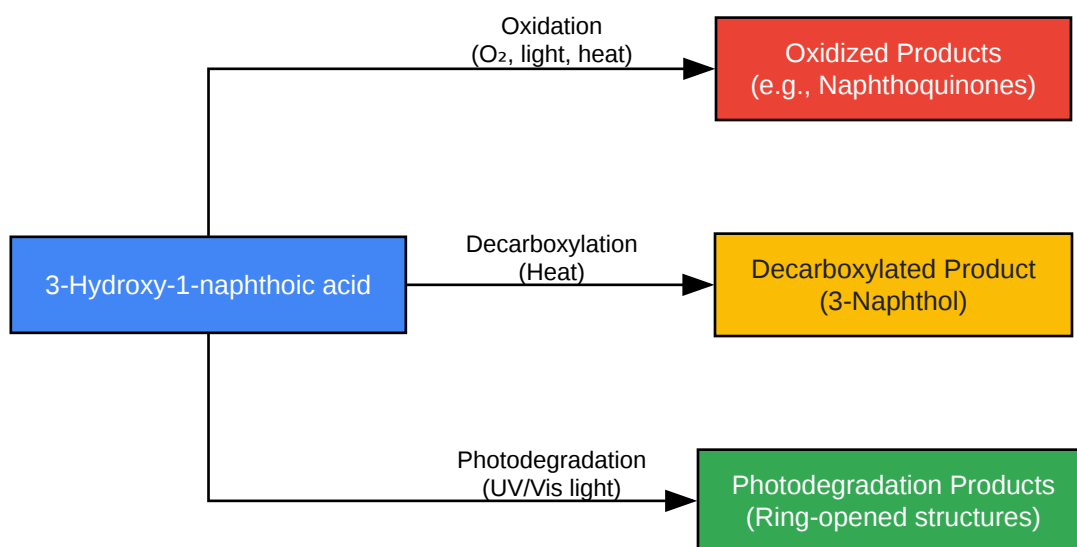 Oxidation
(O₂, light, heat)
Oxidized Products
(e.g., Naphthoquinones)
3-Hydroxy-1-naphthoic acid
Decarboxylation
(Heat)
Decarboxylated Product
(3-Naphthol)
Photodegradation
(UV/Vis light)
Photodegradation Products
(Ring-opened structures)